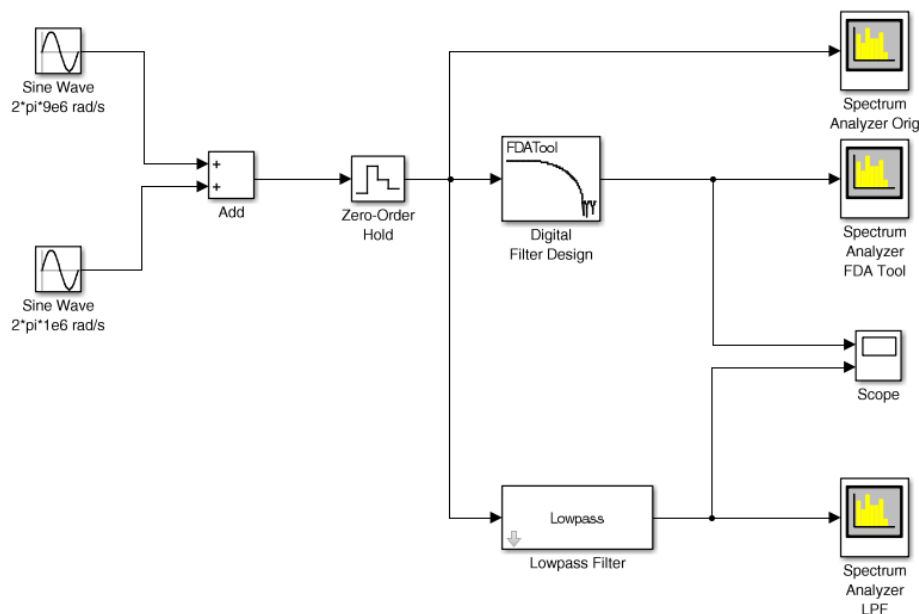 Sine Wave
2*pi*9e6 rad/s
Spectrum
Analyzer Orig
+
+
Add
Zero-Order
Hold
FDATool
Digital
Filter Design
Spectrum
Analyzer
FDA Tool
Sine Wave
2*pi*1e6 rad/s
Scope
Lowpass
Lowpass Filter
Spectrum
Analyzer
LPF